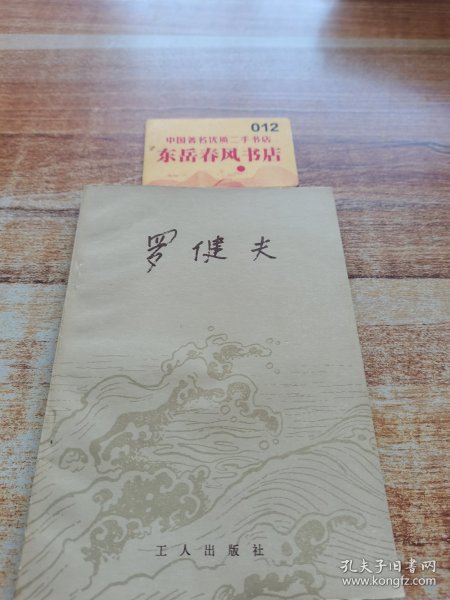 012
中国著名优质二手书店
东岳春风书店
罗健夫
工人出版社
孔夫子旧书网
www.kongfz.com